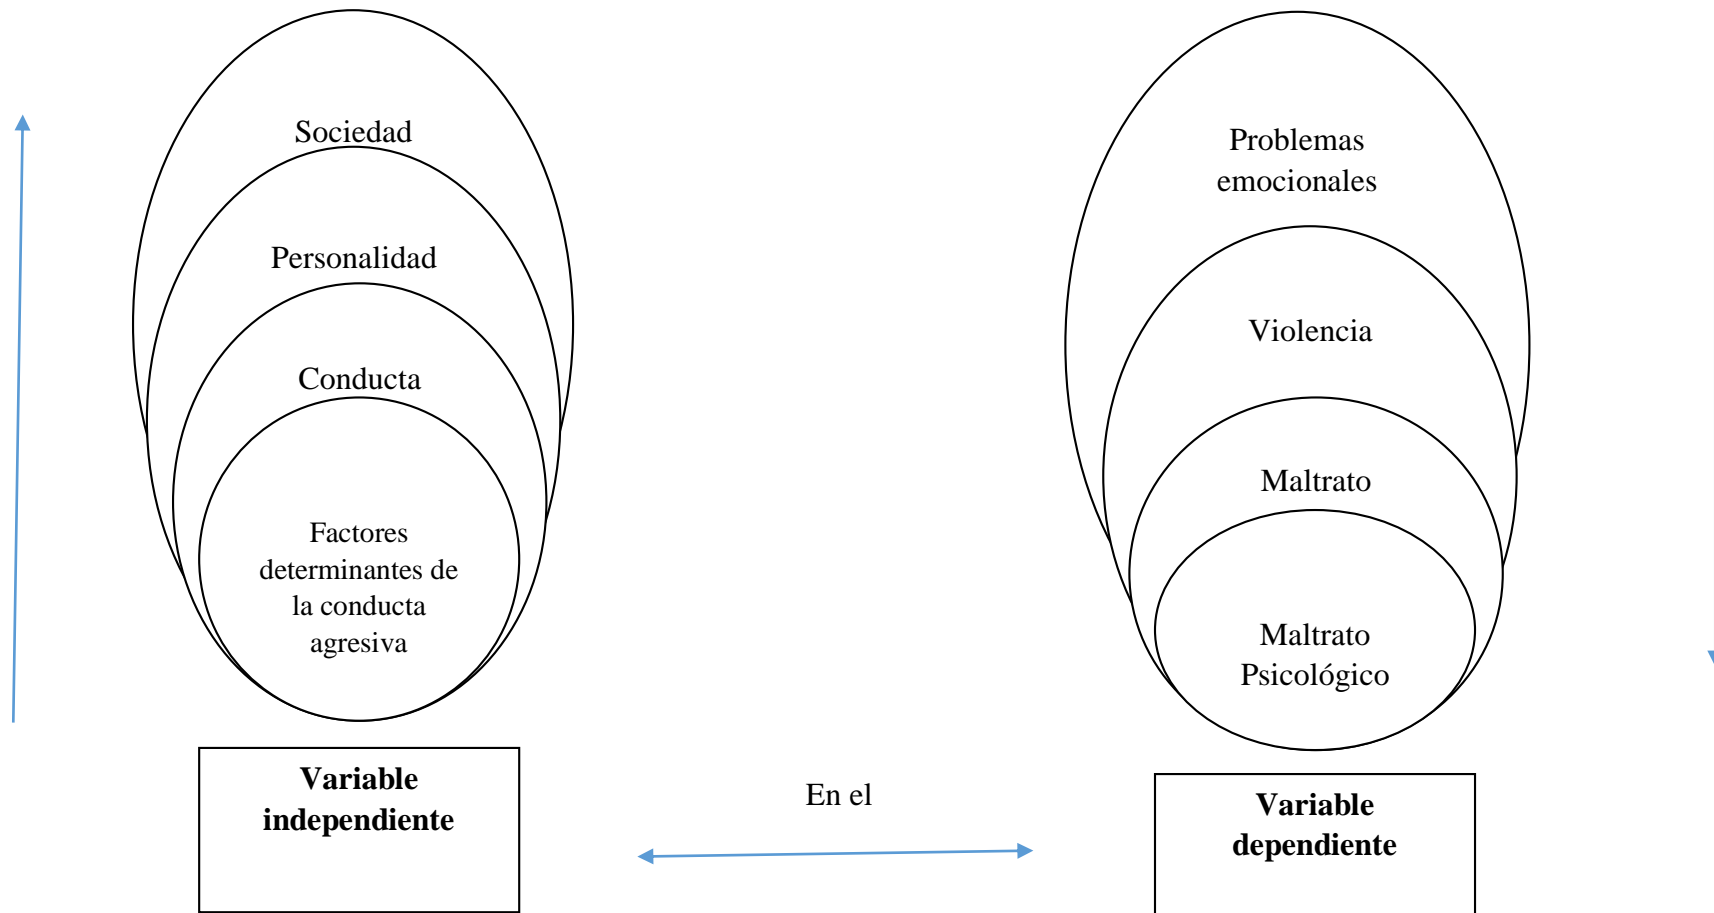 Sociedad
Personalidad
Conducta
Factores
determinantes de
la conducta
agresiva
Variable
independiente
En el
Problemas
emocionales
Violencia
Maltrato
Maltrato
Psicológico
Variable
dependiente